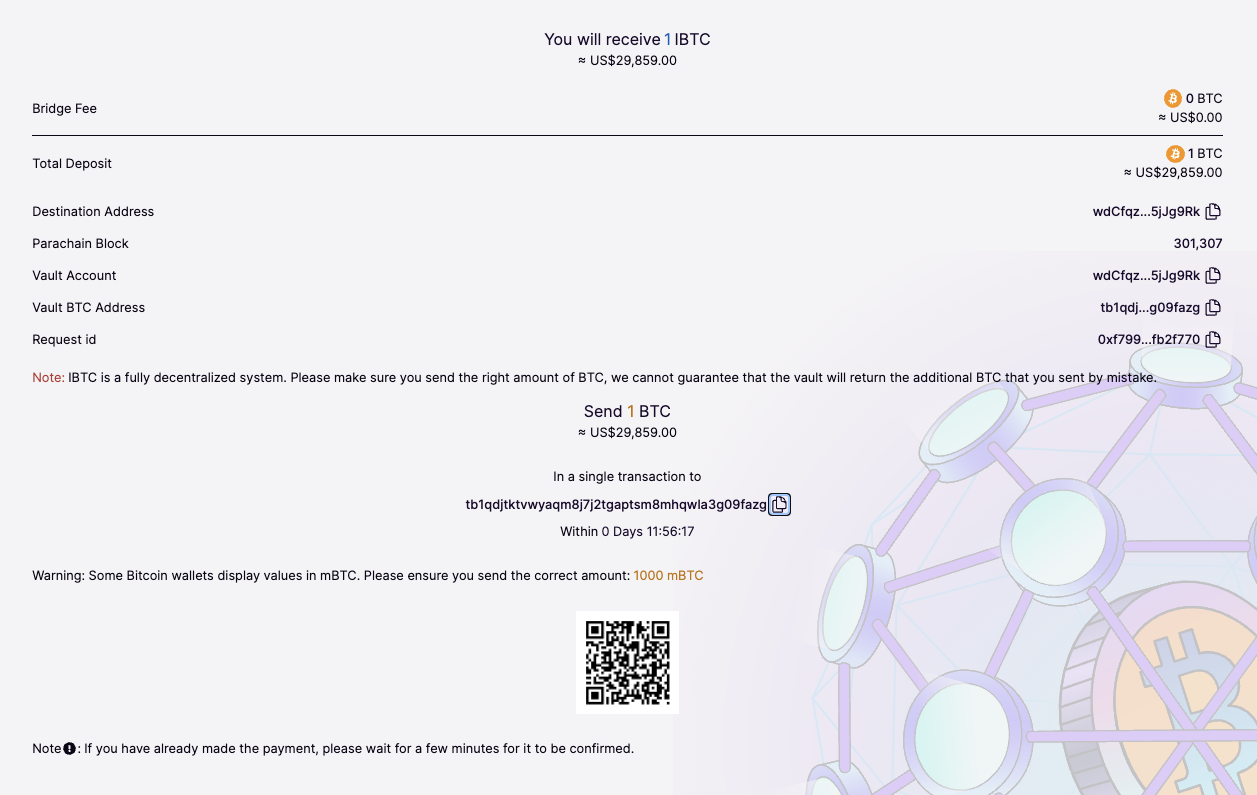 You will receive 1 IBTC
≈ US$29,859.00
Bridge Fee
0 BTC
≈ US$0.00
Total Deposit
1 BTC
≈ US$29,859.00
Destination Address wdCfqz...5jJg9Rk
Parachain Block 301,307
Vault Account wdCfqz...5jJg9Rk
Vault BTC Address tb1qdj...g09fazg
Request id 0xf799...fb2f770
Note: IBTC is a fully decentralized system. Please make sure you send the right amount of BTC, we cannot guarantee that the vault will return the additional BTC that you sent by mistake.
Send 1 BTC
≈ US$29,859.00
In a single transaction to
tb1qdjtktvwyaqm8j7j2tgaptsm8mhqwla3g09fazg
Within 0 Days 11:56:17
Warning: Some Bitcoin wallets display values in mBTC. Please ensure you send the correct amount: 1000 mBTC
Note: If you have already made the payment, please wait for a few minutes for it to be confirmed.